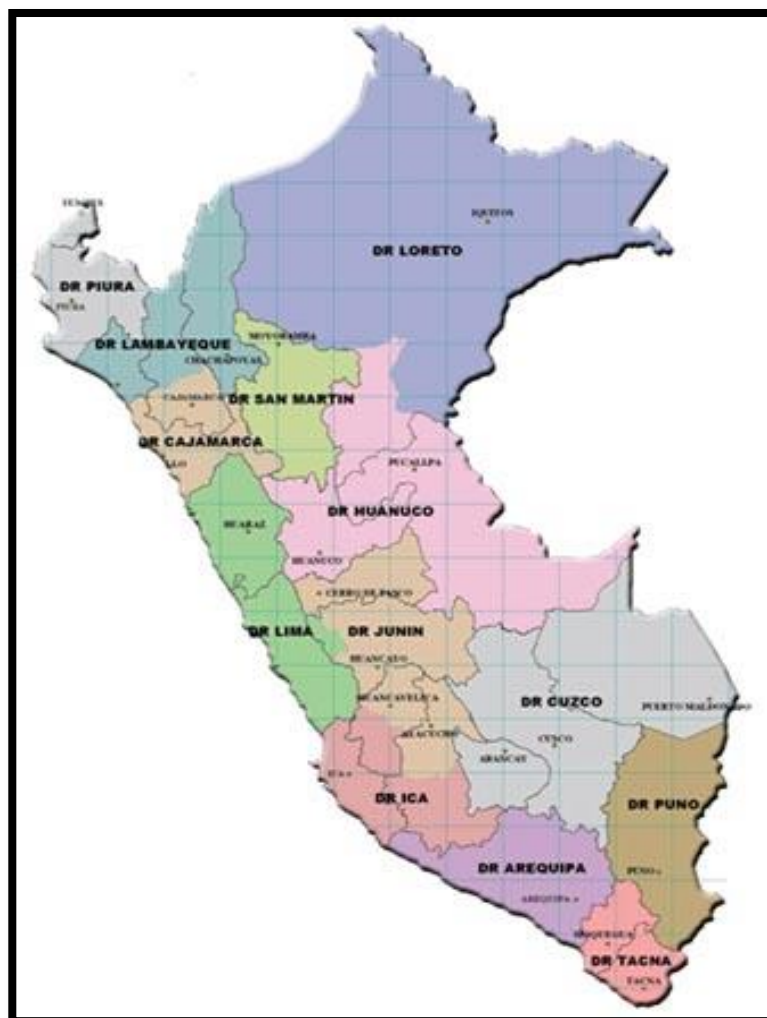 TUMBES
IQUITOS
DR LORETO
DR PIURA
PIURA
MOYOBAMBA
DR LAMBAYEQUE
CHACHAPOYAS
CAJAMARCA
DR SAN MARTIN
DR CAJAMARCA
PUCALLPA
DR HUANUCO
HUARAZ
HUANUCO
CERRO DE PASCO
DR LIMA
DR JUNIN
HUANCAYO
HUANCAVELICA
DR CUZCO
PUERTO MALDONADO
AYACUCHO
CUSCO
ABANCAY
ICA
DR ICA
DR PUNO
DR AREQUIPA
PUNO
AREQUIPA
MOQUEGUA
DR TACNA
TACNA